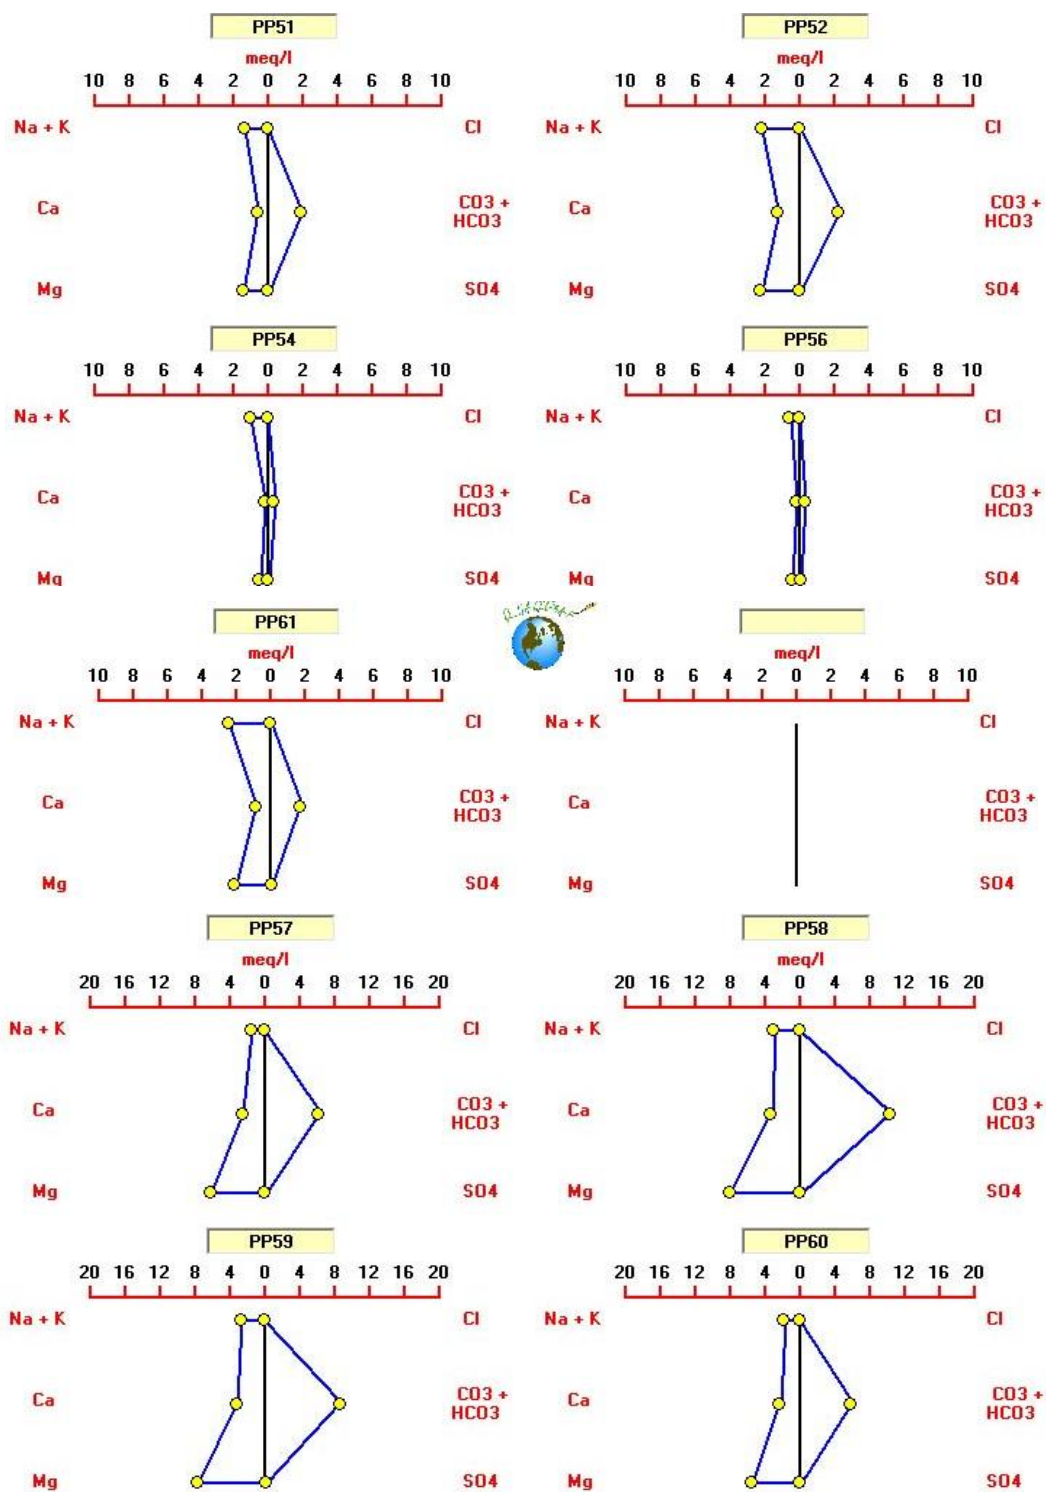 PP51 PP52
meq/l meq/l
10 8 6 4 2 0 2 4 6 8 10 10 8 6 4 2 0 2 4 6 8 10
Na + K Cl Na + K Cl
Ca CO3 + HCO3 Ca CO3 + HCO3
Mg SO4 Mg SO4
PP54 PP56
10 8 6 4 2 0 2 4 6 8 10 10 8 6 4 2 0 2 4 6 8 10
Na + K Cl Na + K Cl
Ca CO3 + HCO3 Ca CO3 + HCO3
Mg SO4 Mg SO4
PP61
meq/l meq/l
10 8 6 4 2 0 2 4 6 8 10 10 8 6 4 2 0 2 4 6 8 10
Na + K Cl Na + K Cl
Ca CO3 + HCO3 Ca CO3 + HCO3
Mg SO4 Mg SO4
PP57 PP58
meq/l meq/l
20 16 12 8 4 0 4 8 12 16 20 20 16 12 8 4 0 4 8 12 16 20
Na + K Cl Na + K Cl
Ca CO3 + HCO3 Ca CO3 + HCO3
Mg SO4 Mg SO4
PP59 PP60
20 16 12 8 4 0 4 8 12 16 20 20 16 12 8 4 0 4 8 12 16 20
Na + K Cl Na + K Cl
Ca CO3 + HCO3 Ca CO3 + HCO3
Mg SO4 Mg SO4